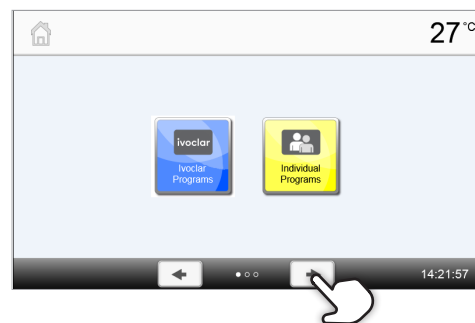 27 °C
ivoclar
Ivoclar
Programs
Individual
Programs
14:21:57